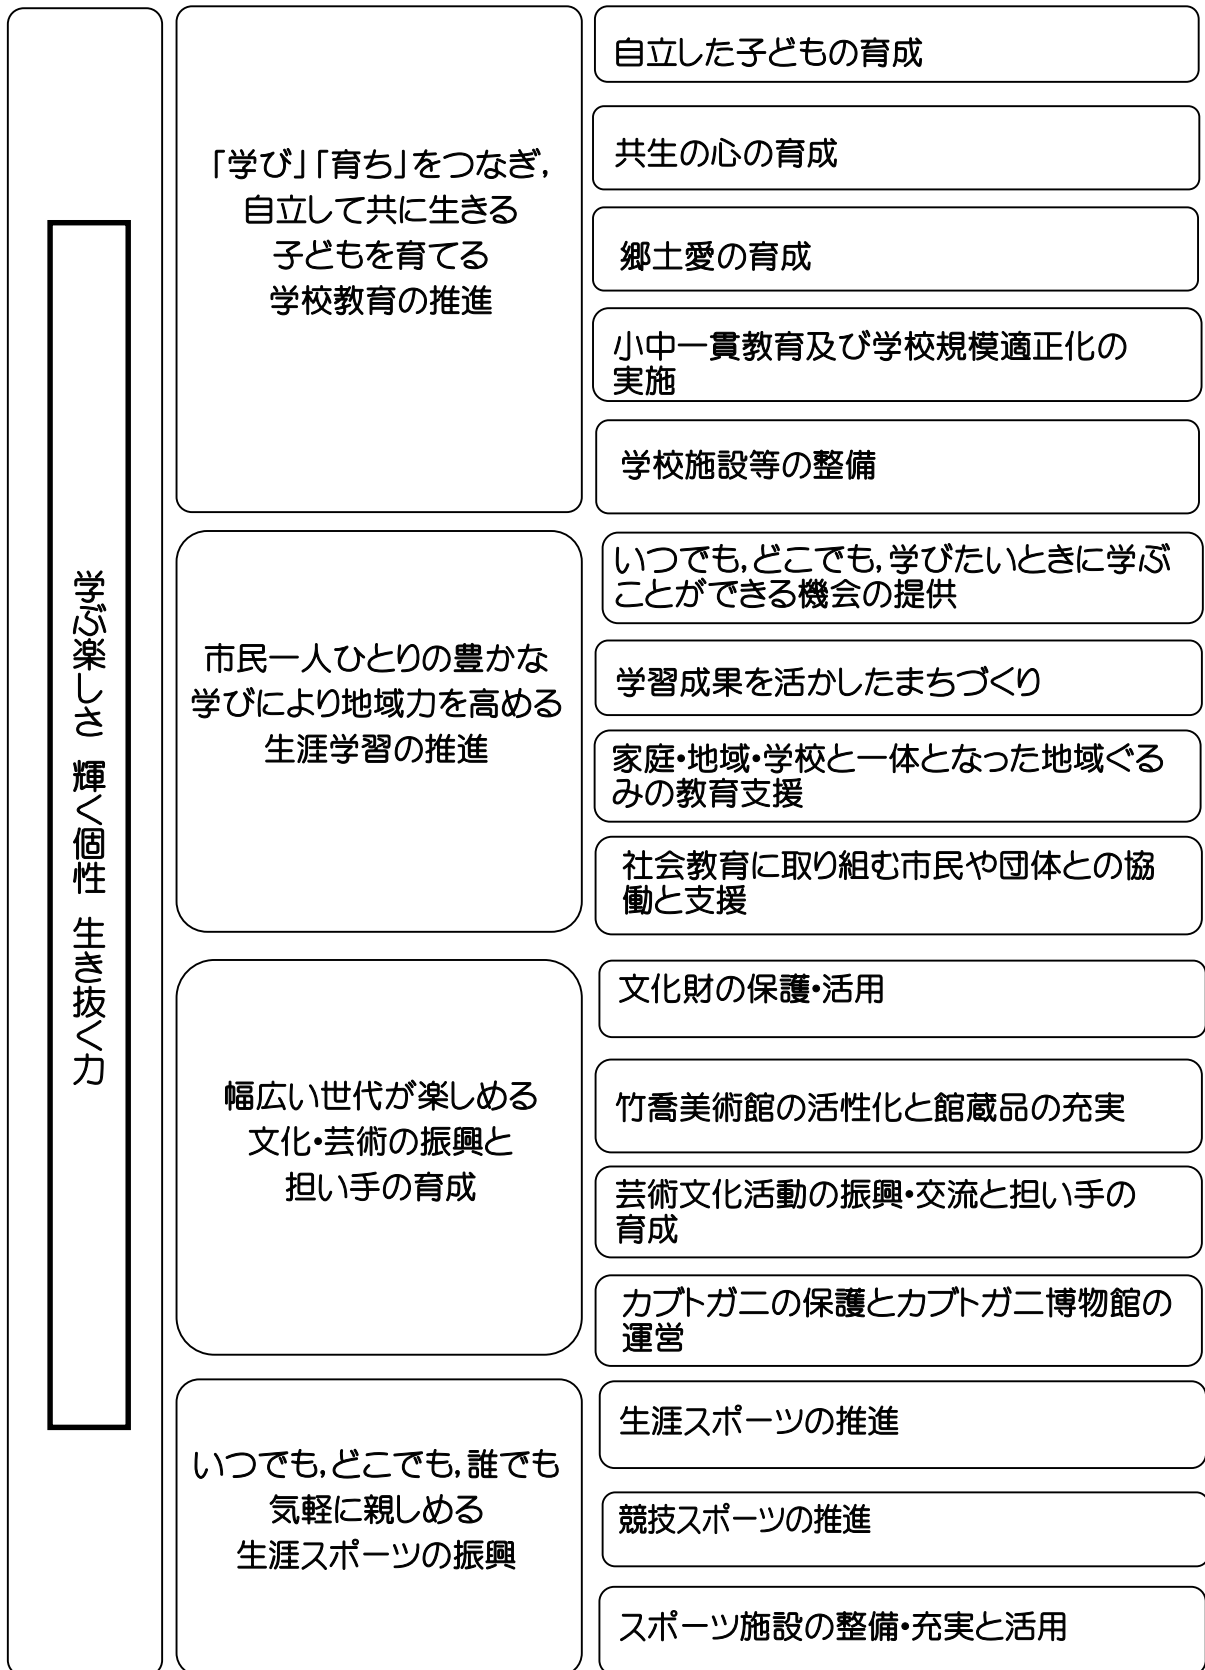 学ぶ楽しさ 輝く個性 生き抜く力
「学び」「育ち」をつなぎ,
自立して共に生きる
子どもを育てる
学校教育の推進
自立した子どもの育成
共生の心の育成
郷土愛の育成
小中一貫教育及び学校規模適正化の
実施
学校施設等の整備
市民一人ひとりの豊かな
学びにより地域力を高める
生涯学習の推進
いつでも,どこでも,学びたいときに学ぶ
ことができる機会の提供
学習成果を活かしたまちづくり
家庭・地域・学校と一体となった地域ぐる
みの教育支援
社会教育に取り組む市民や団体との協
働と支援
幅広い世代が楽しめる
文化・芸術の振興と
担い手の育成
文化財の保護・活用
竹喬美術館の活性化と館蔵品の充実
芸術文化活動の振興・交流と担い手の
育成
カブトガニの保護とカブトガニ博物館の
運営
いつでも,どこでも,誰でも
気軽に親しめる
生涯スポーツの振興
生涯スポーツの推進
競技スポーツの推進
スポーツ施設の整備・充実と活用